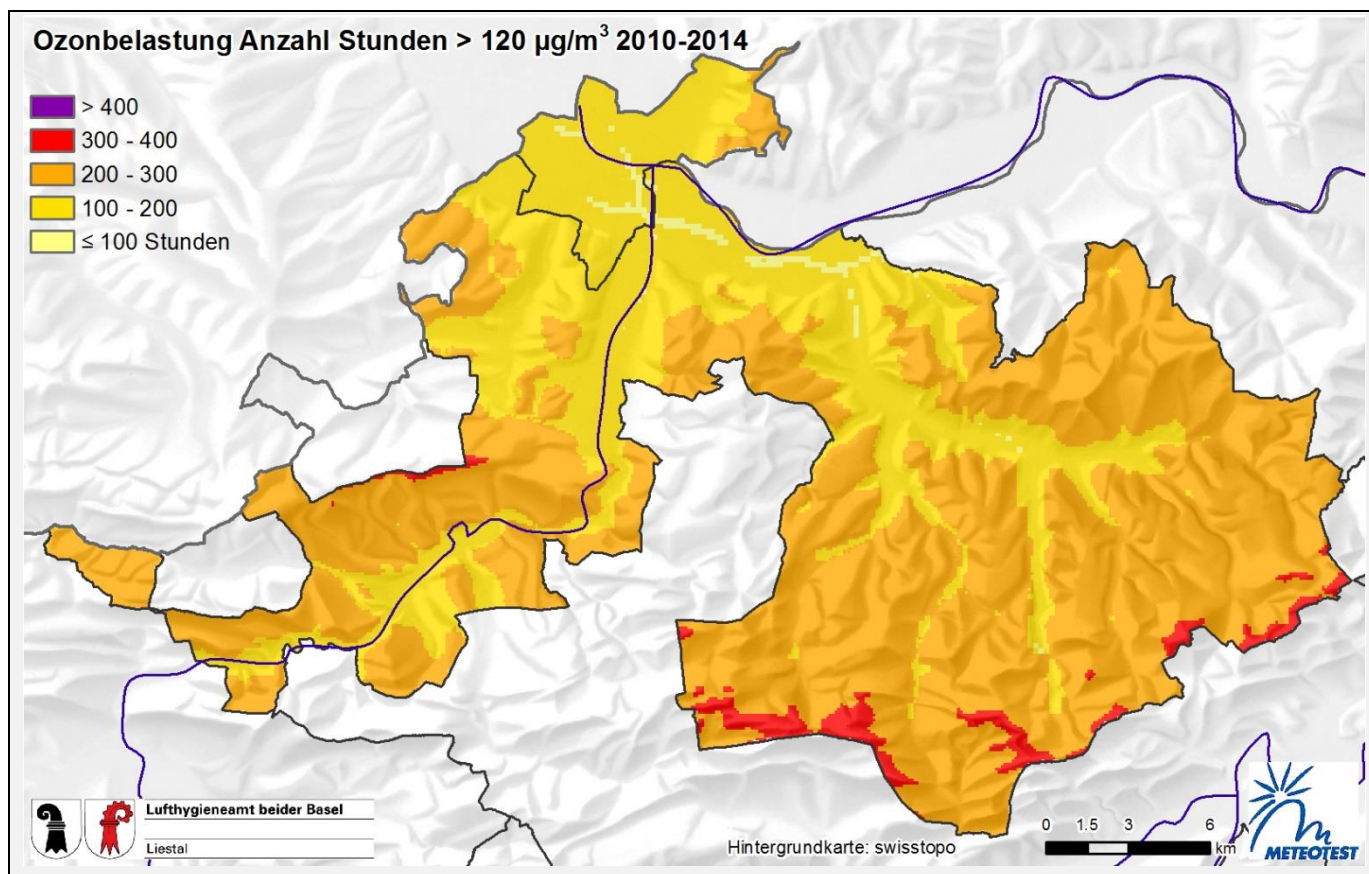 Ozonbelastung Anzahl Stunden > 120 µg/m³ 2010-2014
> 400
300 - 400
200 - 300
100 - 200
≤ 100 Stunden
Lufthygieneamt beider Basel
Liestal
Hintergrundkarte: swisstopo
0 1.5 3 6
km
METEOTEST